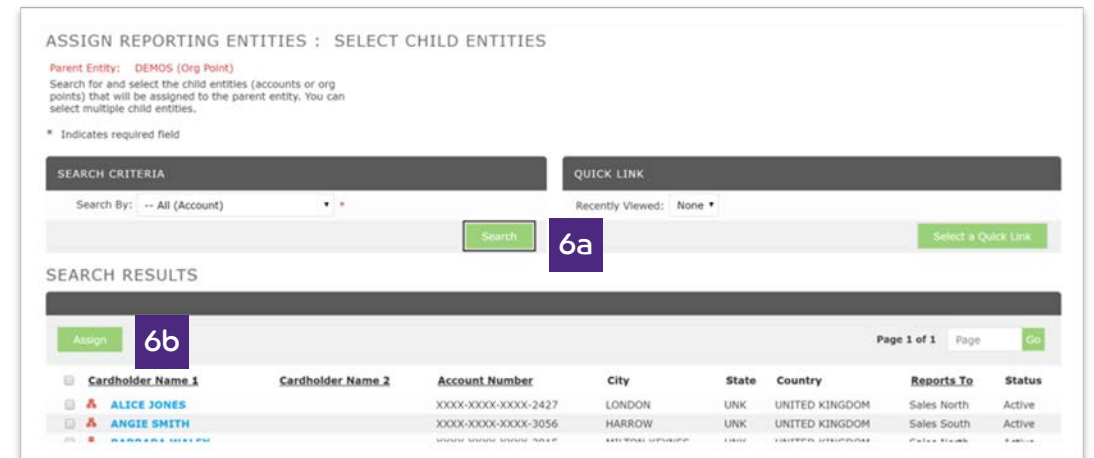 ASSIGN REPORTING ENTITIES : SELECT CHILD ENTITIES
Parent Entity: DEMOS (Org Point)
Search for and select the child entities (accounts or org
points) that will be assigned to the parent entity. You can
select multiple child entities.
* Indicates required field
SEARCH CRITERIA
Search By: -- All (Account) *
Search
6a
QUICK LINK
Recently Viewed: None
Select a Quick Link
SEARCH RESULTS
Assign 6b Page 1 of 1 Page Go
Cardholder Name 1 Cardholder Name 2 Account Number City State Country Reports To Status
ALICE JONES XXXX-XXXX-XXXX-2427 LONDON UNK UNITED KINGDOM Sales North Active
ANGIE SMITH XXXX-XXXX-XXXX-3056 HARROW UNK UNITED KINGDOM Sales South Active